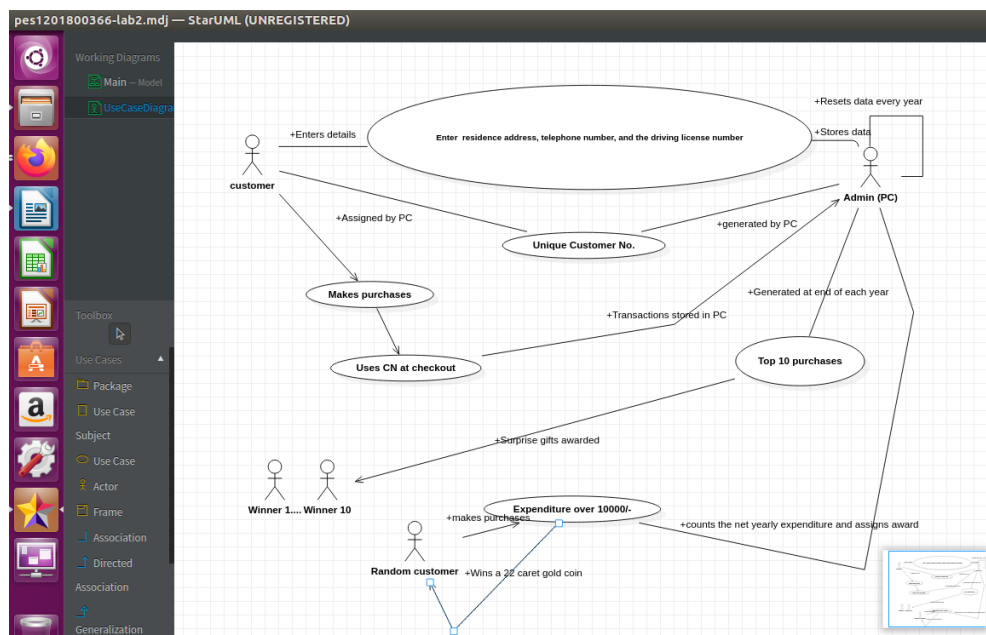 pes1201800366-lab2.mdj — StarUML (UNREGISTERED)
Working Diagrams
Main — Model
UseCaseDiagra
Toolbox
Use Cases
Package
Use Case
Subject
Use Case
Actor
Frame
Association
Directed
Association
Generalization
+Resets data every year
+Enters details
Enter residence address, telephone number, and the driving license number
+Stores data
customer
Admin (PC)
+Assigned by PC
+generated by PC
Unique Customer No.
Makes purchases
+Generated at end of each year
+Transactions stored in PC
Uses CN at checkout
Top 10 purchases
+Surprise gifts awarded
Winner 1.... Winner 10
Expenditure over 10000/-
+makes purchases
+counts the net yearly expenditure and assigns award
Random customer
+Wins a 22 caret gold coin